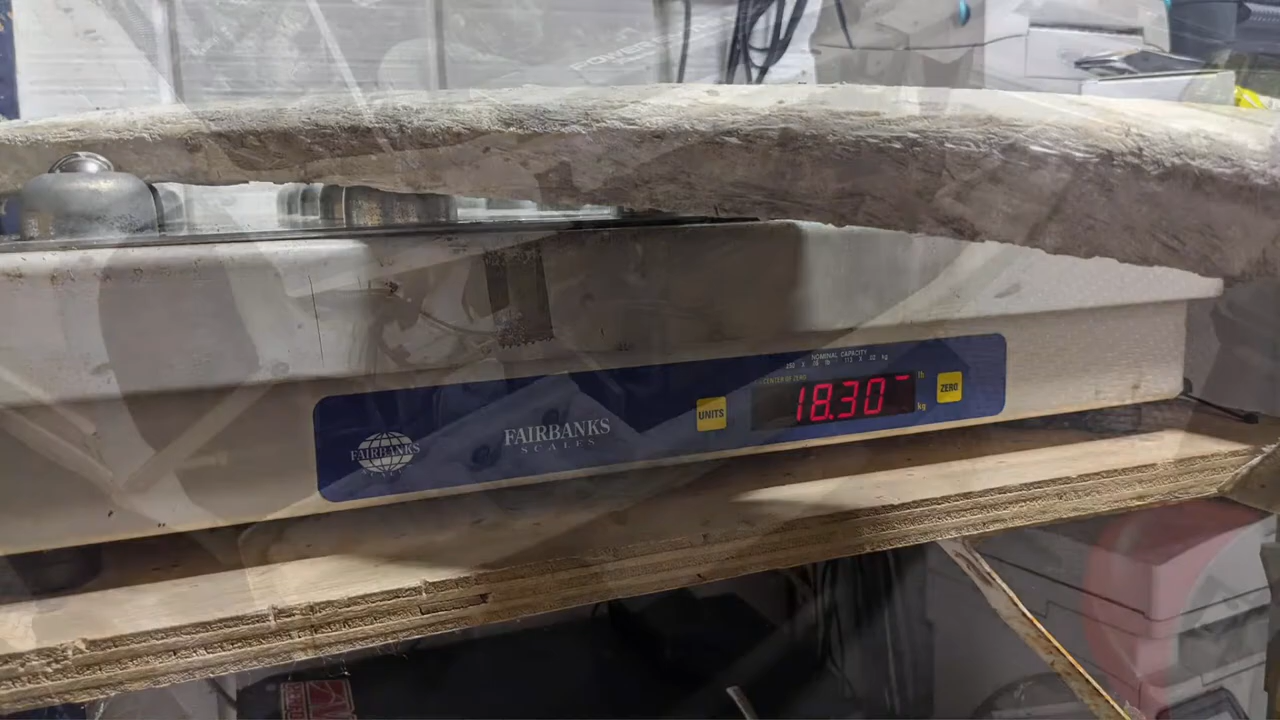 NOMINAL CAPACITY
CENTER OF ZERO
lb
18.30
kg
UNITS
ZERO
FAIRBANKS
SCALES
FAIRBANKS